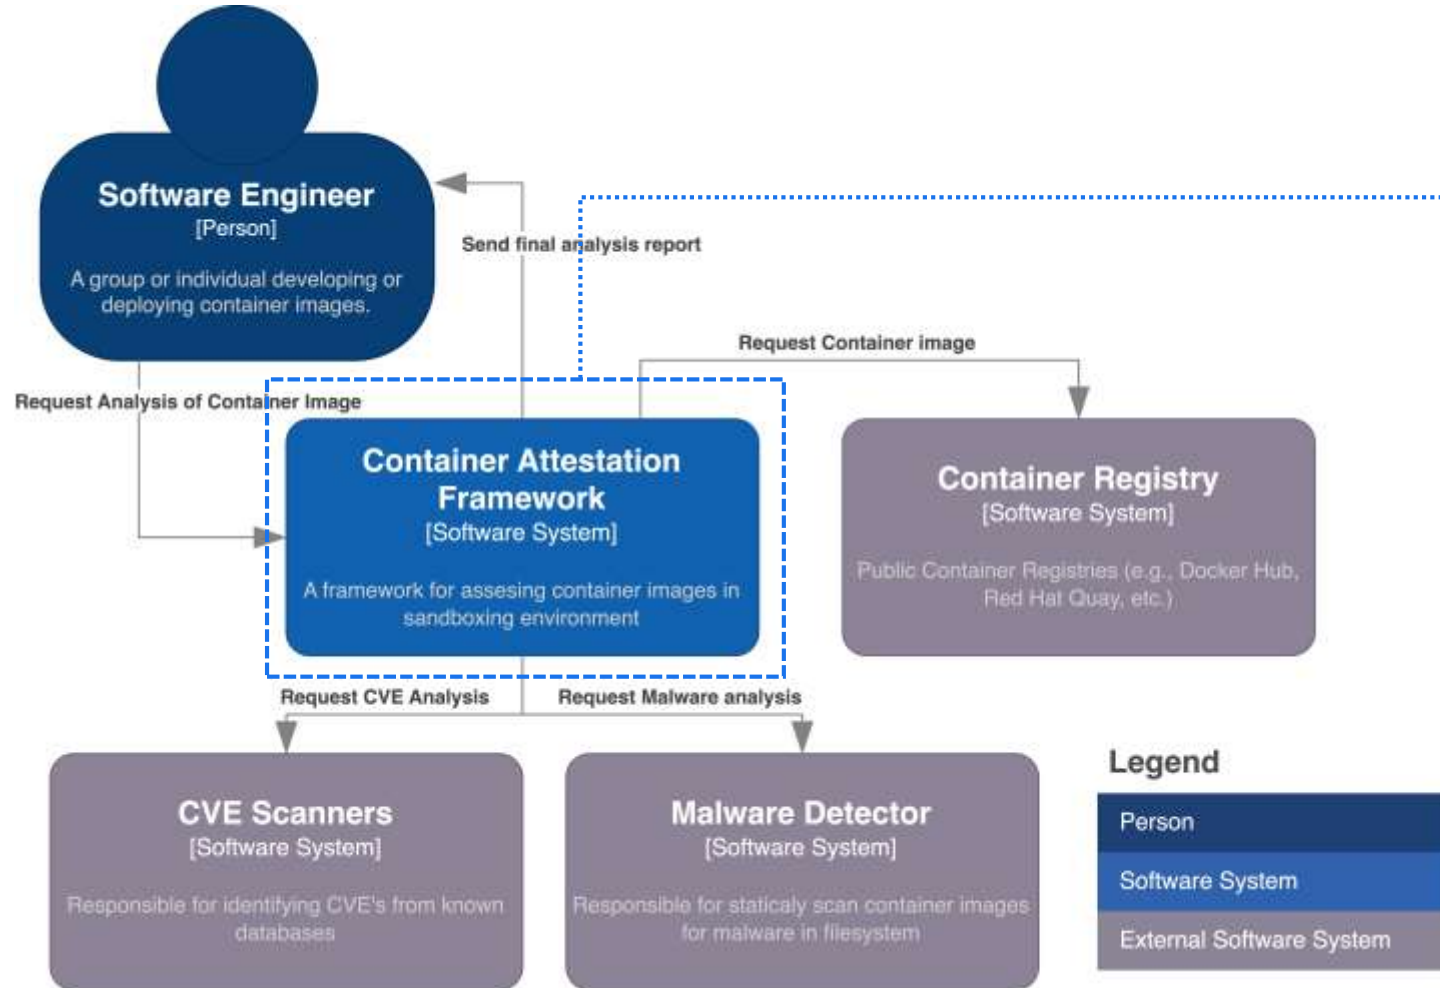 Software Engineer
[Person]
A group or individual developing or
deploying container images.
Send final analysis report
Request Container image
Request Analysis of Container Image
Container Attestation
Framework
[Software System]
A framework for assesing container images in
sandboxing environment
Container Registry
[Software System]
Public Container Registries (e.g., Docker Hub,
Red Hat Quay, etc.)
Request CVE Analysis
Request Malware analysis
CVE Scanners
[Software System]
Responsible for identifying CVE's from known
databases
Malware Detector
[Software System]
Responsible for staticaly scan container images
for malware in filesystem
Legend
Person
Software System
External Software System